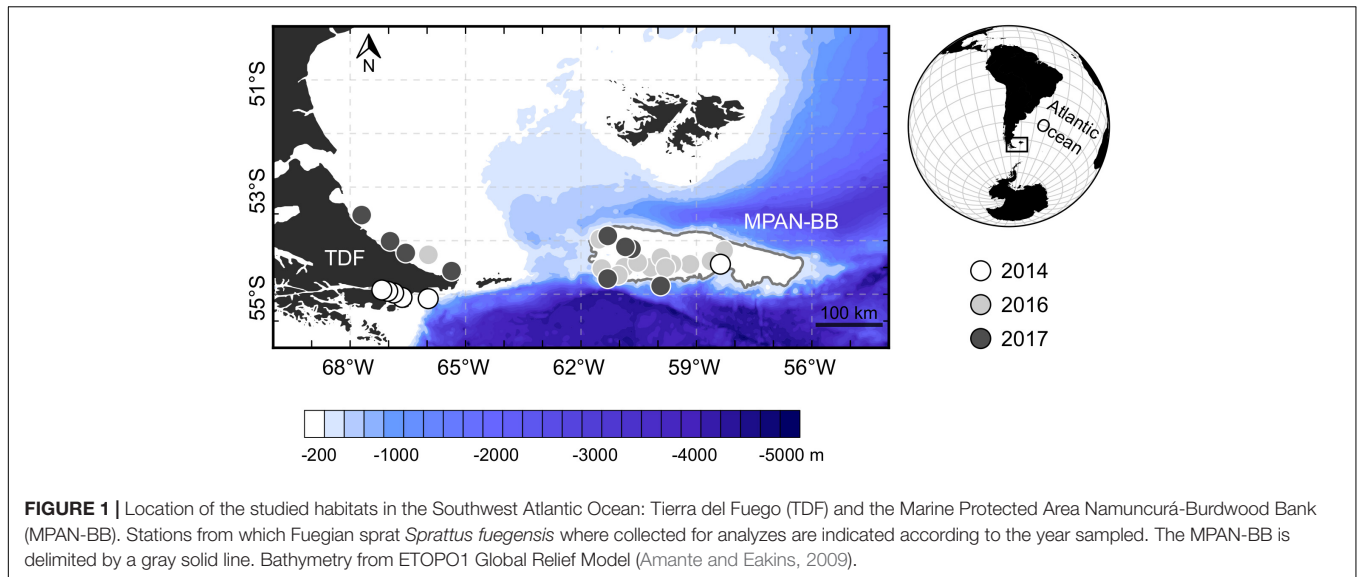 N
51°S
53°S
55°S
TDF
MPAN-BB
100 km
68°W 65°W 62°W 59°W 56°W
-200 -1000 -2000 -3000 -4000 -5000 m
Atlantic
Ocean
2014
2016
2017
FIGURE 1 | Location of the studied habitats in the Southwest Atlantic Ocean: Tierra del Fuego (TDF) and the Marine Protected Area Namuncurá-Burdwood Bank
(MPAN-BB). Stations from which Fuegian sprat Sprattus fuegensis where collected for analyzes are indicated according to the year sampled. The MPAN-BB is
delimited by a gray solid line. Bathymetry from ETOPO1 Global Relief Model (Amante and Eakins, 2009).